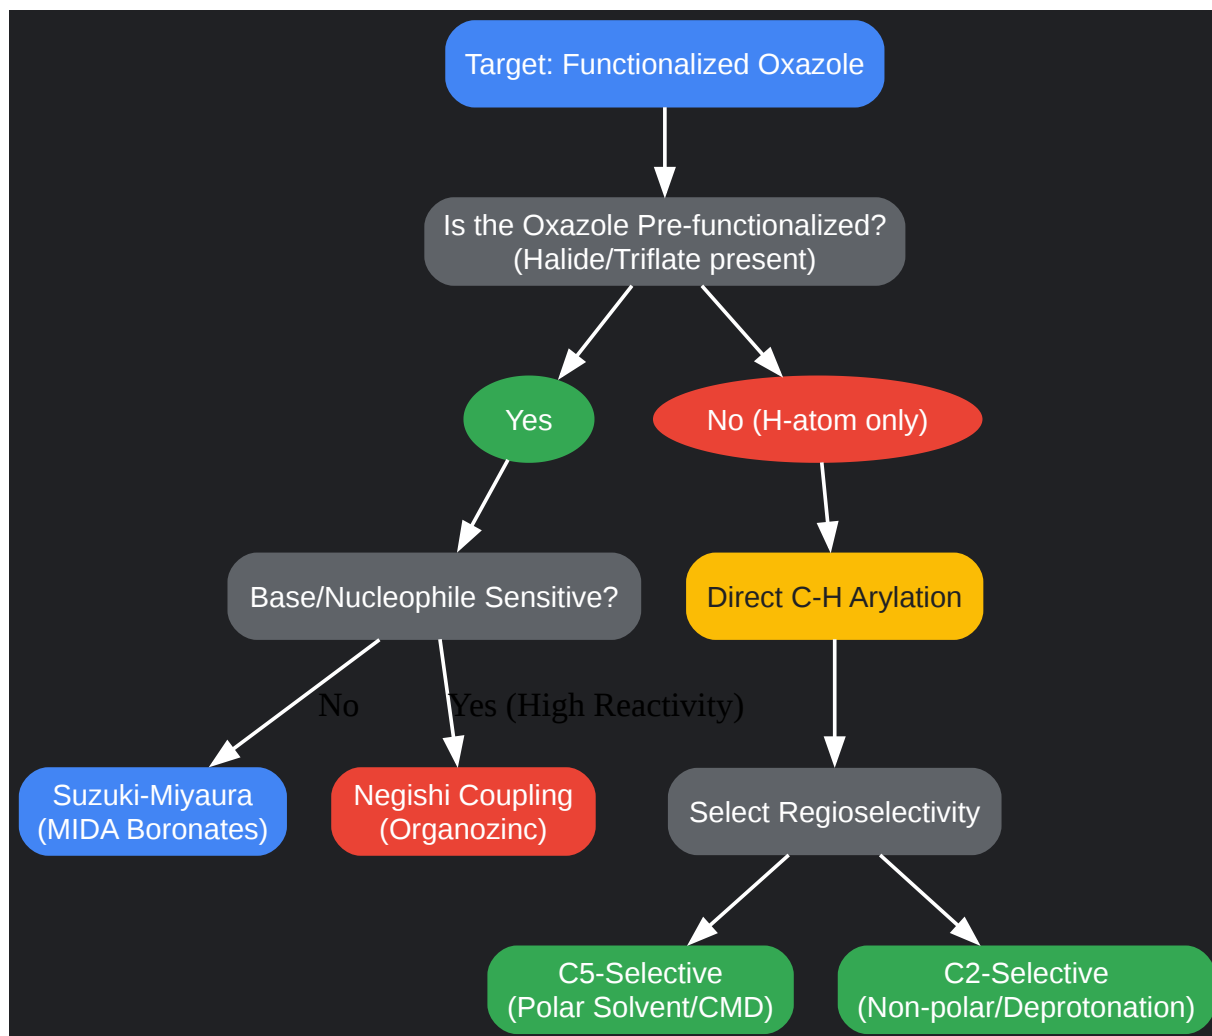 Target: Functionalized Oxazole
Is the Oxazole Pre-functionalized?
(Halide/Triflate present)
Yes
No (H-atom only)
Base/Nucleophile Sensitive?
Direct C-H Arylation
No
Yes (High Reactivity)
Suzuki-Miyaura
(MIDA Boronates)
Negishi Coupling
(Organozinc)
Select Regioselectivity
C5-Selective
(Polar Solvent/CMD)
C2-Selective
(Non-polar/Deprotonation)